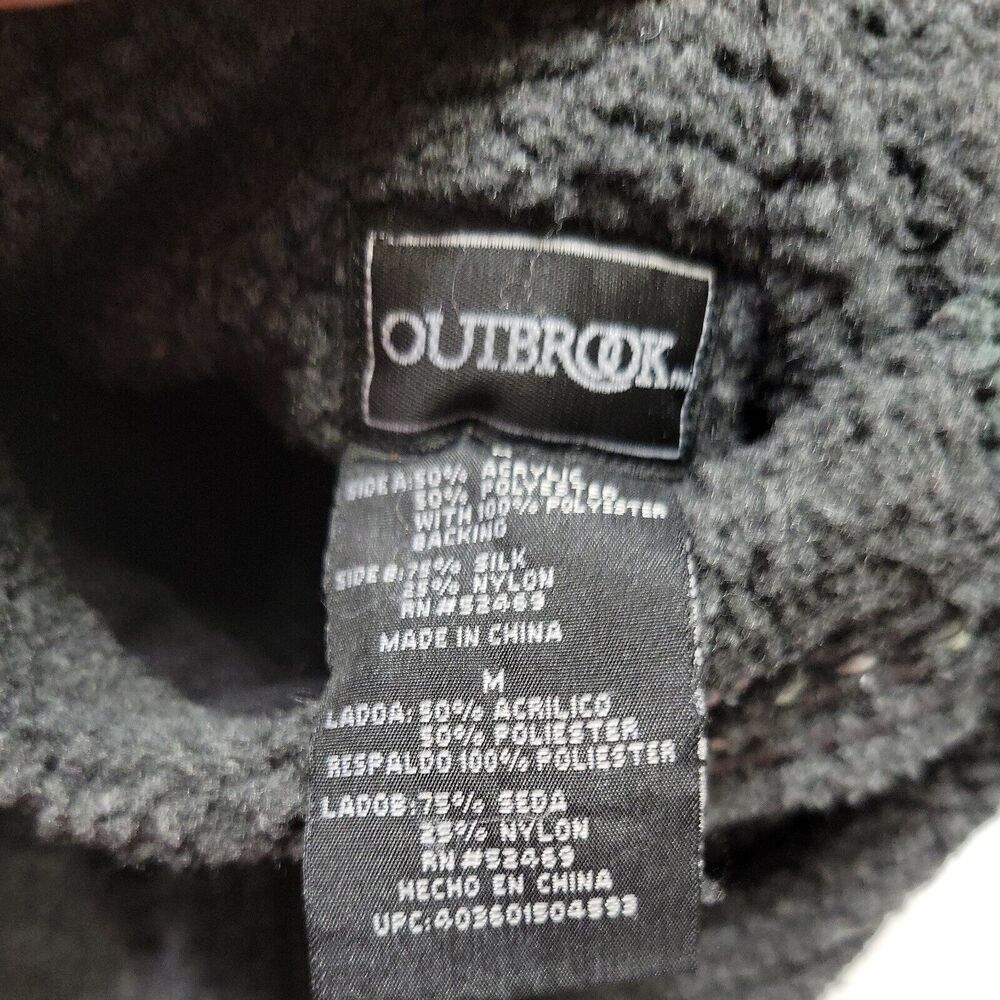 OUTBROOK
M
SIDE A: 50% ACRYLIC
50% POLYESTER
WITH 100% POLYESTER
BACKING
SIDE B: 75% SILK
25% NYLON
RN#52469
MADE IN CHINA
M
LADOA: 50% ACRILICO
50% POLIESTER
RESPALDO 100% POLIESTER
LADOB: 75% SEDA
25% NYLON
RN#52469
HECHO EN CHINA
UPC:403601504593